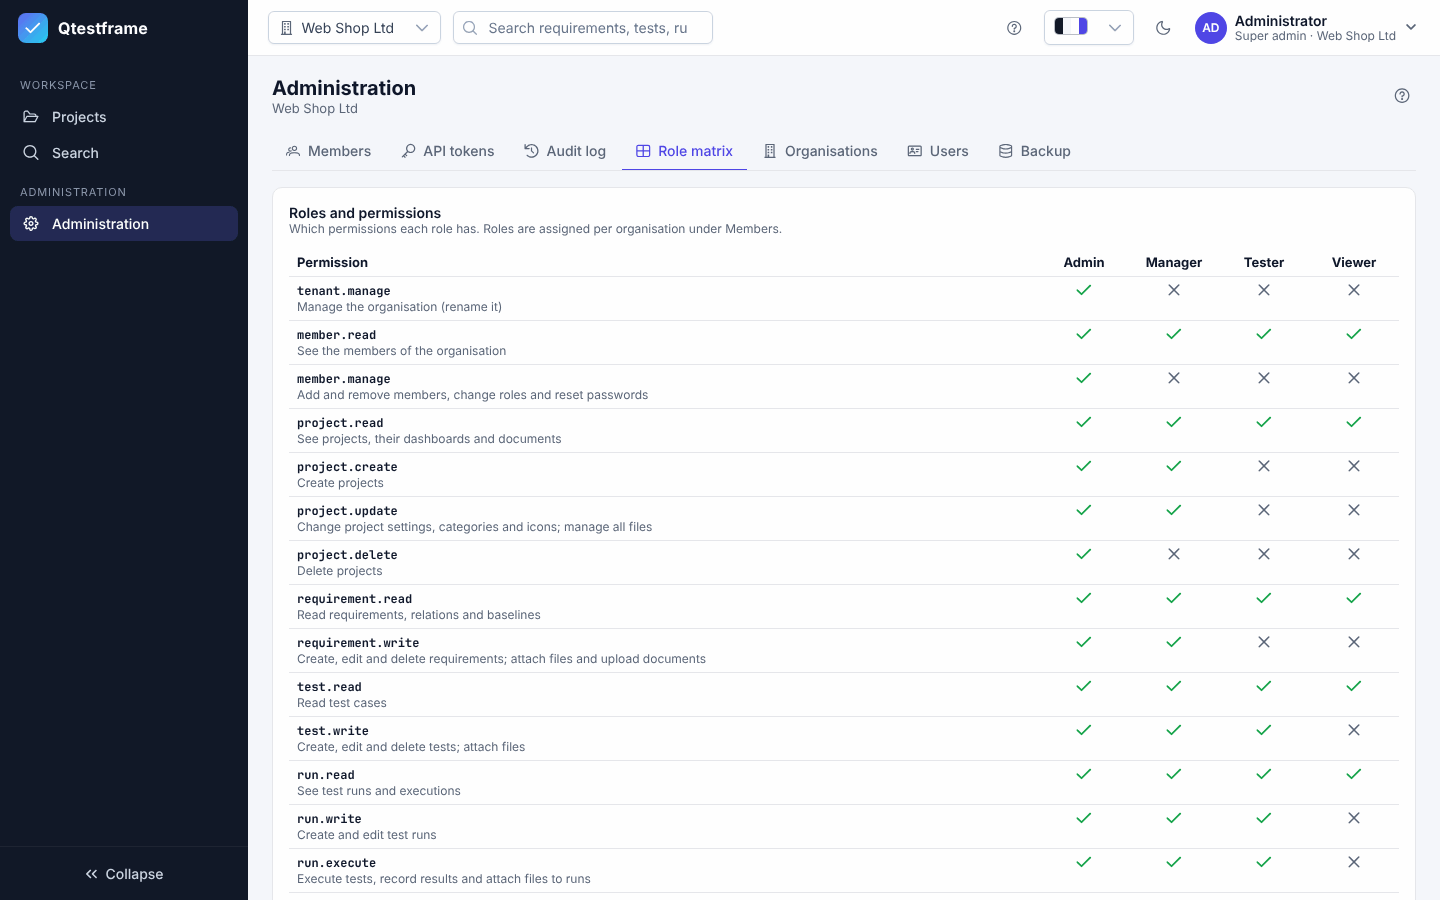 Qtestframe
Web Shop Ltd
Search requirements, tests, ru
AD
Administrator
Super admin · Web Shop Ltd
WORKSPACE
Projects
Search
ADMINISTRATION
Administration
Collapse
Administration
Web Shop Ltd
Members
API tokens
Audit log
Role matrix
Organisations
Users
Backup
Roles and permissions
Which permissions each role has. Roles are assigned per organisation under Members.
Permission Admin Manager Tester Viewer
tenant.manage
Manage the organisation (rename it)
member.read
See the members of the organisation
member.manage
Add and remove members, change roles and reset passwords
project.read
See projects, their dashboards and documents
project.create
Create projects
project.update
Change project settings, categories and icons; manage all files
project.delete
Delete projects
requirement.read
Read requirements, relations and baselines
requirement.write
Create, edit and delete requirements; attach files and upload documents
test.read
Read test cases
test.write
Create, edit and delete tests; attach files
run.read
See test runs and executions
run.write
Create and edit test runs
run.execute
Execute tests, record results and attach files to runs